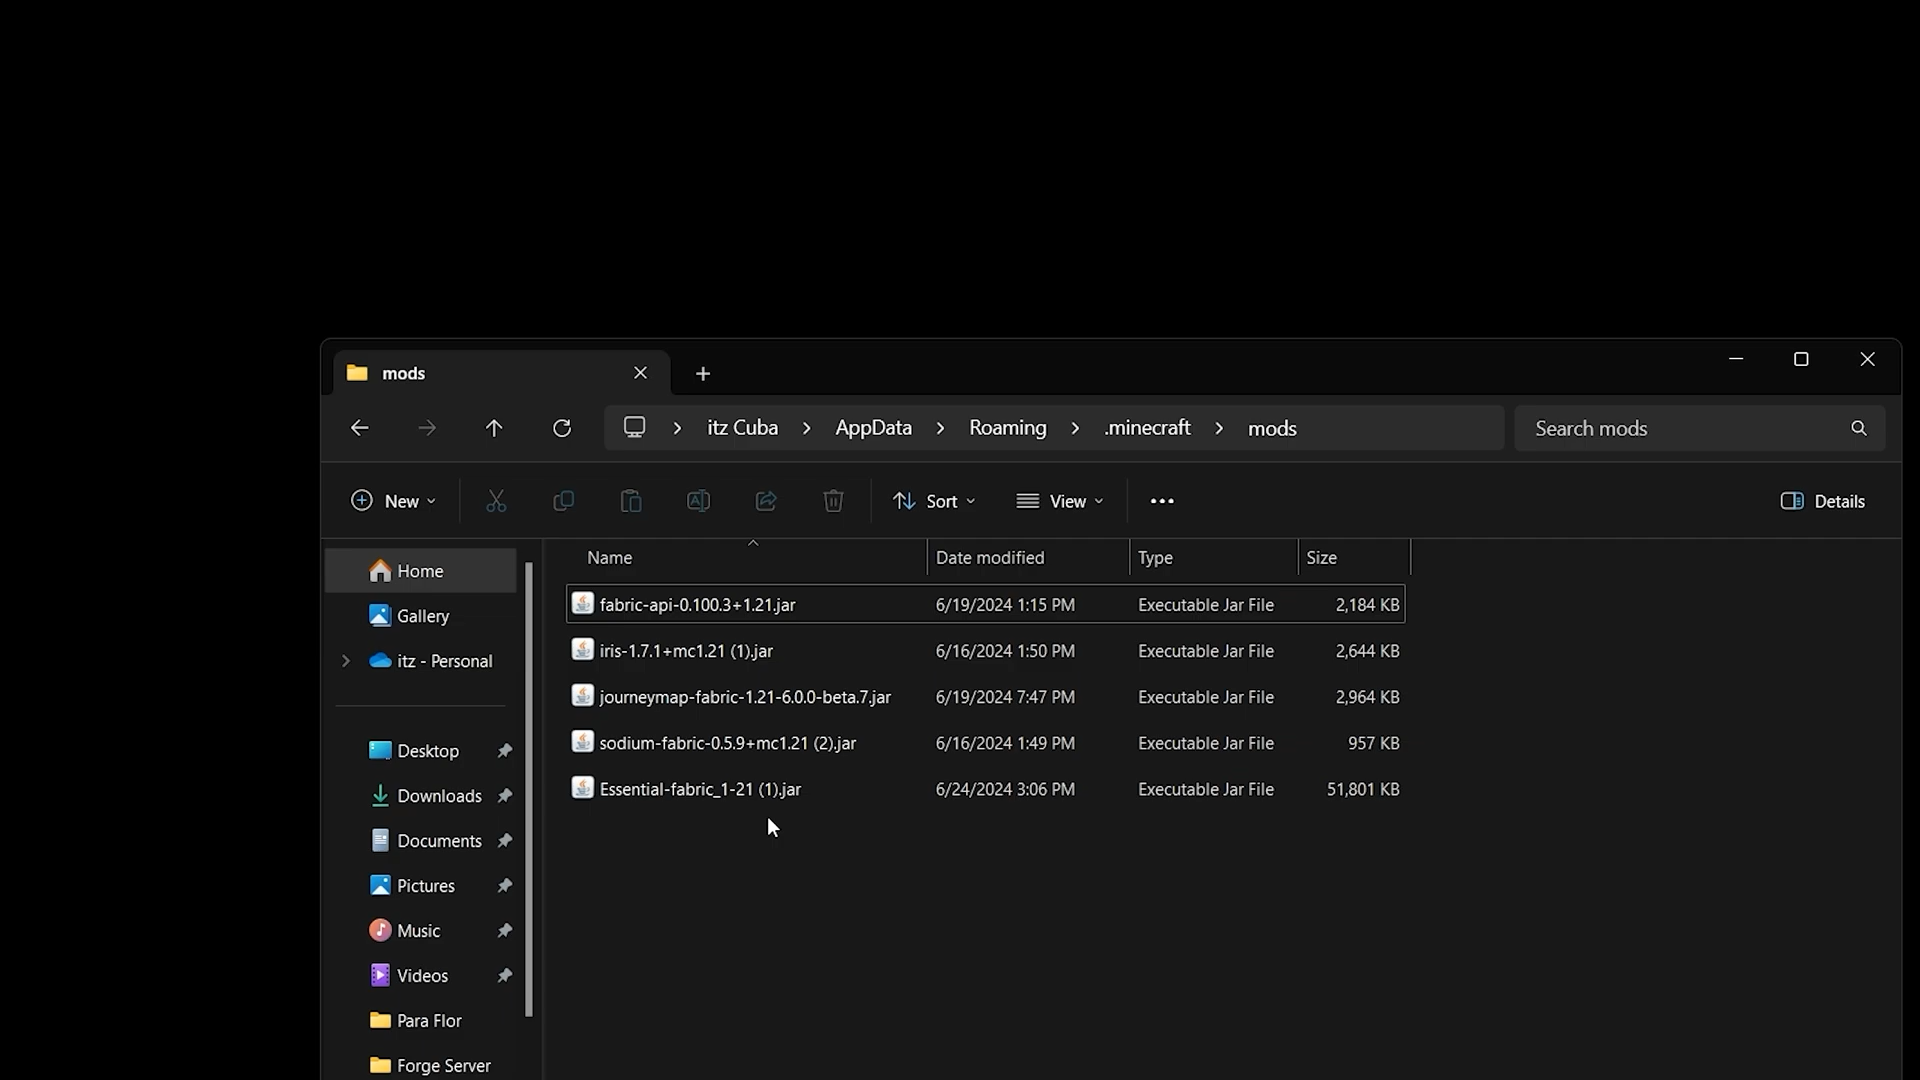 mods
itz Cuba > AppData > Roaming > .minecraft > mods
Search mods
New
Sort
View
Details
Name Date modified Type Size
fabric-api-0.100.3+1.21.jar 6/19/2024 1:15 PM Executable Jar File 2,184 KB
iris-1.7.1+mc1.21 (1).jar 6/16/2024 1:50 PM Executable Jar File 2,644 KB
journeymap-fabric-1.21-6.0.0-beta.7.jar 6/19/2024 7:47 PM Executable Jar File 2,964 KB
sodium-fabric-0.5.9+mc1.21 (2).jar 6/16/2024 1:49 PM Executable Jar File 957 KB
Essential-fabric_1-21 (1).jar 6/24/2024 3:06 PM Executable Jar File 51,801 KB
Home
Gallery
itz - Personal
Desktop
Downloads
Documents
Pictures
Music
Videos
Para Flor
Forge Server